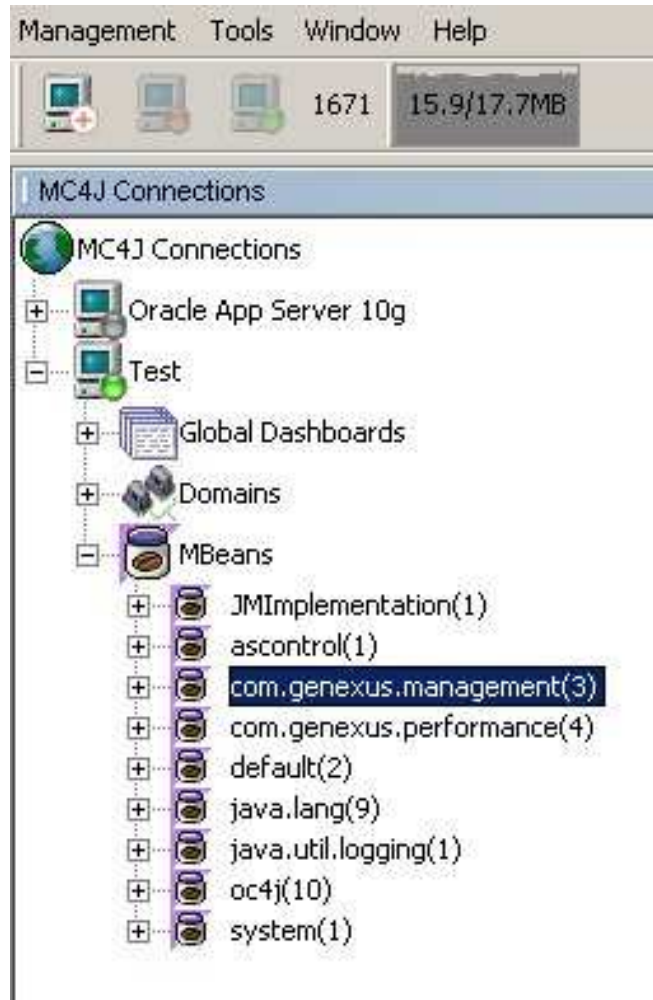 Management Tools Window Help
1671 15.9/17.7MB
MC4J Connections
MC4J Connections
Oracle App Server 10g
Test
Global Dashboards
Domains
MBeans
JMImplementation(1)
ascontrol(1)
com.genexus.management(3)
com.genexus.performance(4)
default(2)
java.lang(9)
java.util.logging(1)
oc4j(10)
system(1)